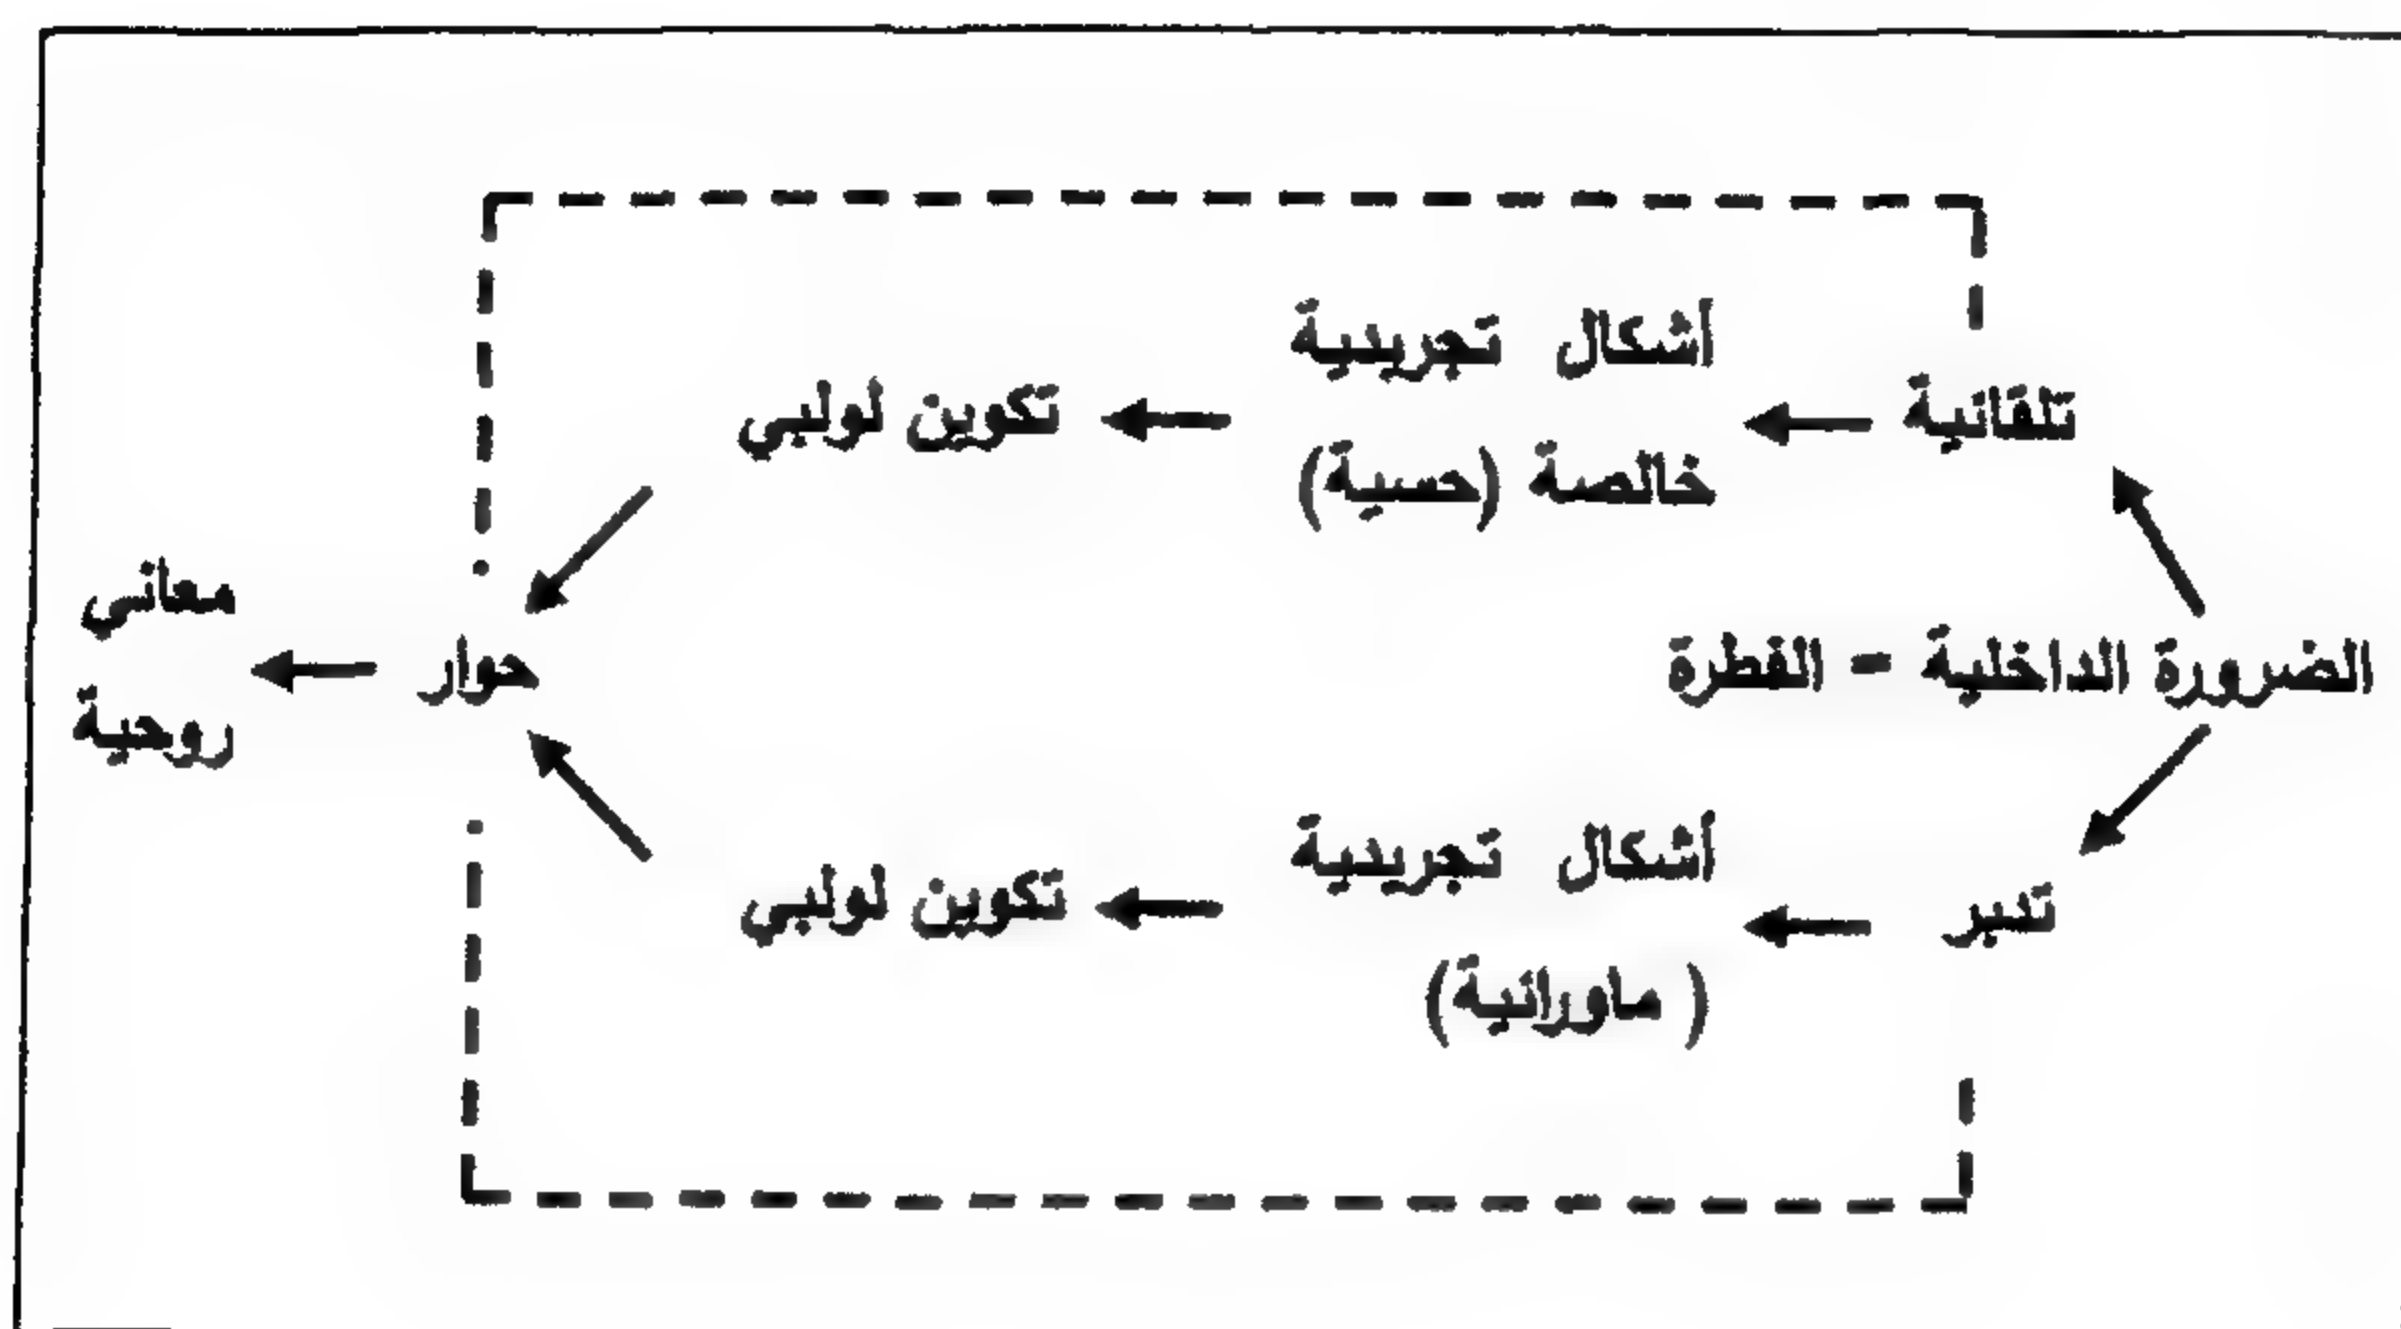 أشكال تجريدية
تلقائية
تكوين لولبي
خالصة (حسية)
معاني
الضرورة الداخلية = الفطرة
حوار
روحية
أشكال تجريدية
تدبر
تكوين لولبي
( ماورائية)